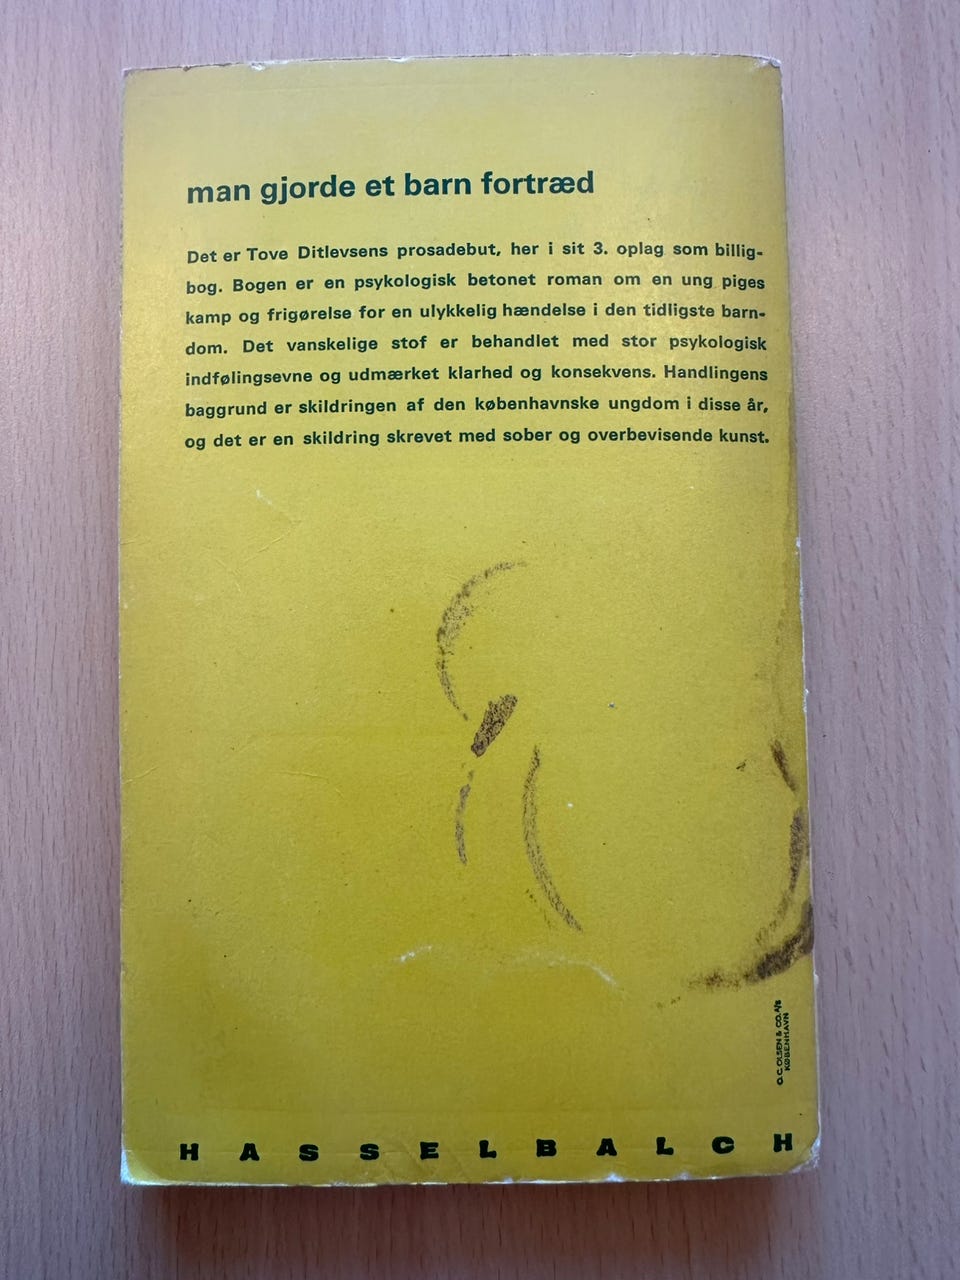 man gjorde et barn fortræd
Det er Tove Ditlevsens prosadebut, her i sit 3. oplag som billig-
bog. Bogen er en psykologisk betonet roman om en ung piges
kamp og frigørelse for en ulykkelig hændelse i den tidligste barn-
dom. Det vanskelige stof er behandlet med stor psykologisk
indfølingsevne og udmærket klarhed og konsekvens. Handlingens
baggrund er skildringen af den københavnske ungdom i disse år,
og det er en skildring skrevet med sober og overbevisende kunst.
O. C. OLSEN & CO. A/S
KØBENHAVN
HASSELBALCH